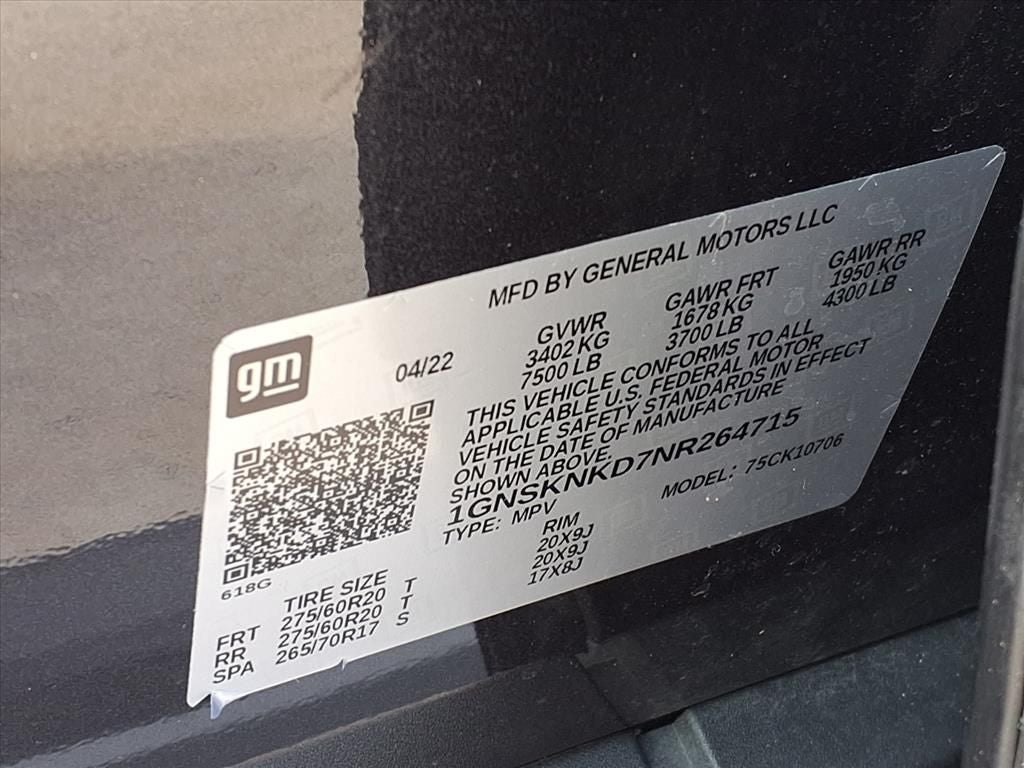 MFD BY GENERAL MOTORS LLC
gm
04/22
GVWR GAWR FRT GAWR RR
3402 KG 1678 KG 1950 KG
7500 LB 3700 LB 4300 LB
THIS VEHICLE CONFORMS TO ALL
APPLICABLE U.S. FEDERAL MOTOR
VEHICLE SAFETY STANDARDS IN EFFECT
ON THE DATE OF MANUFACTURE
SHOWN ABOVE.
1GNSKNKD7NR264715
TYPE: MPV MODEL: 75CK10706
618G
TIRE SIZE RIM
FRT 275/60R20 T 20X9J
RR 275/60R20 T 20X9J
SPA 265/70R17 S 17X8J